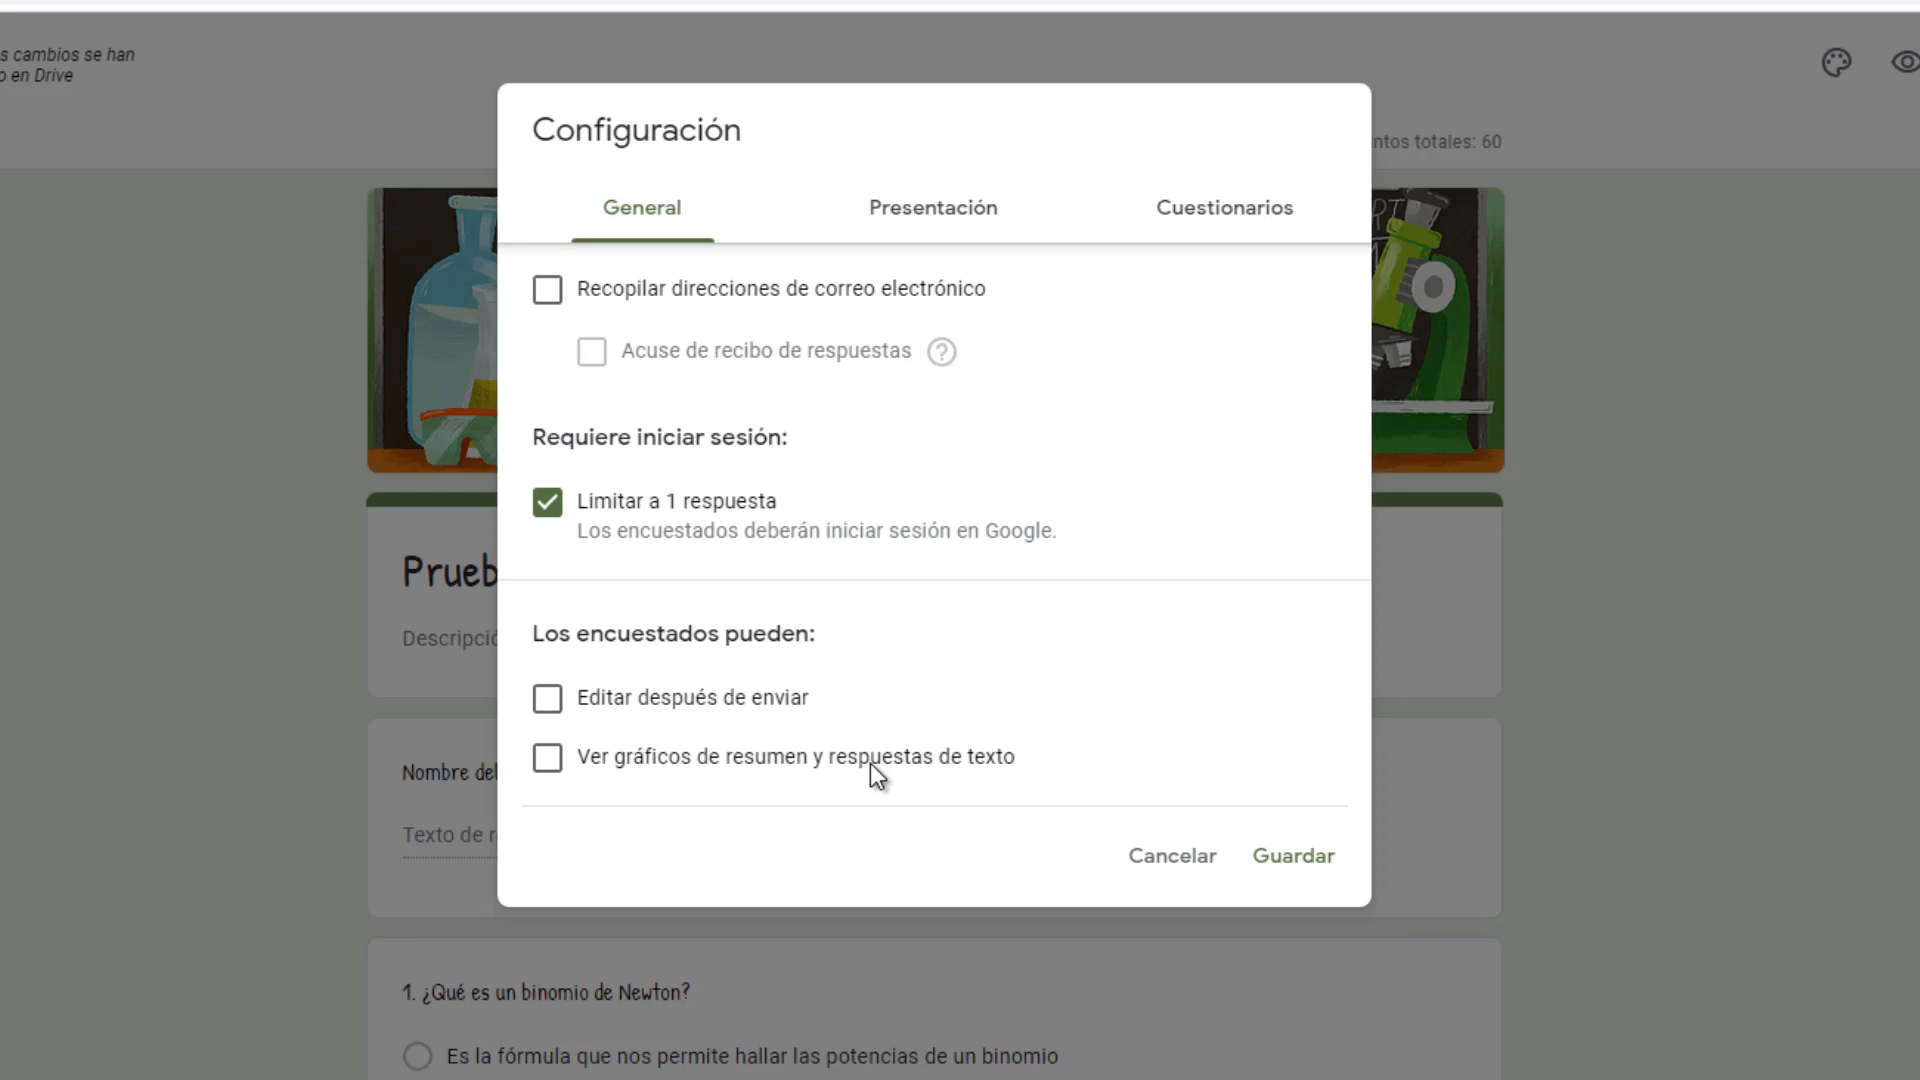 s cambios se han
o en Drive
Configuración
ntos totales: 60
General
Presentación
Cuestionarios
Recopilar direcciones de correo electrónico
Acuse de recibo de respuestas
?
Requiere iniciar sesión:
Limitar a 1 respuesta
Los encuestados deberán iniciar sesión en Google.
Prueb
Descripció
Los encuestados pueden:
Editar después de enviar
Ver gráficos de resumen y respuestas de texto
Nombre del
Texto de r
Cancelar
Guardar
1. ¿Qué es un binomio de Newton?
Es la fórmula que nos permite hallar las potencias de un binomio